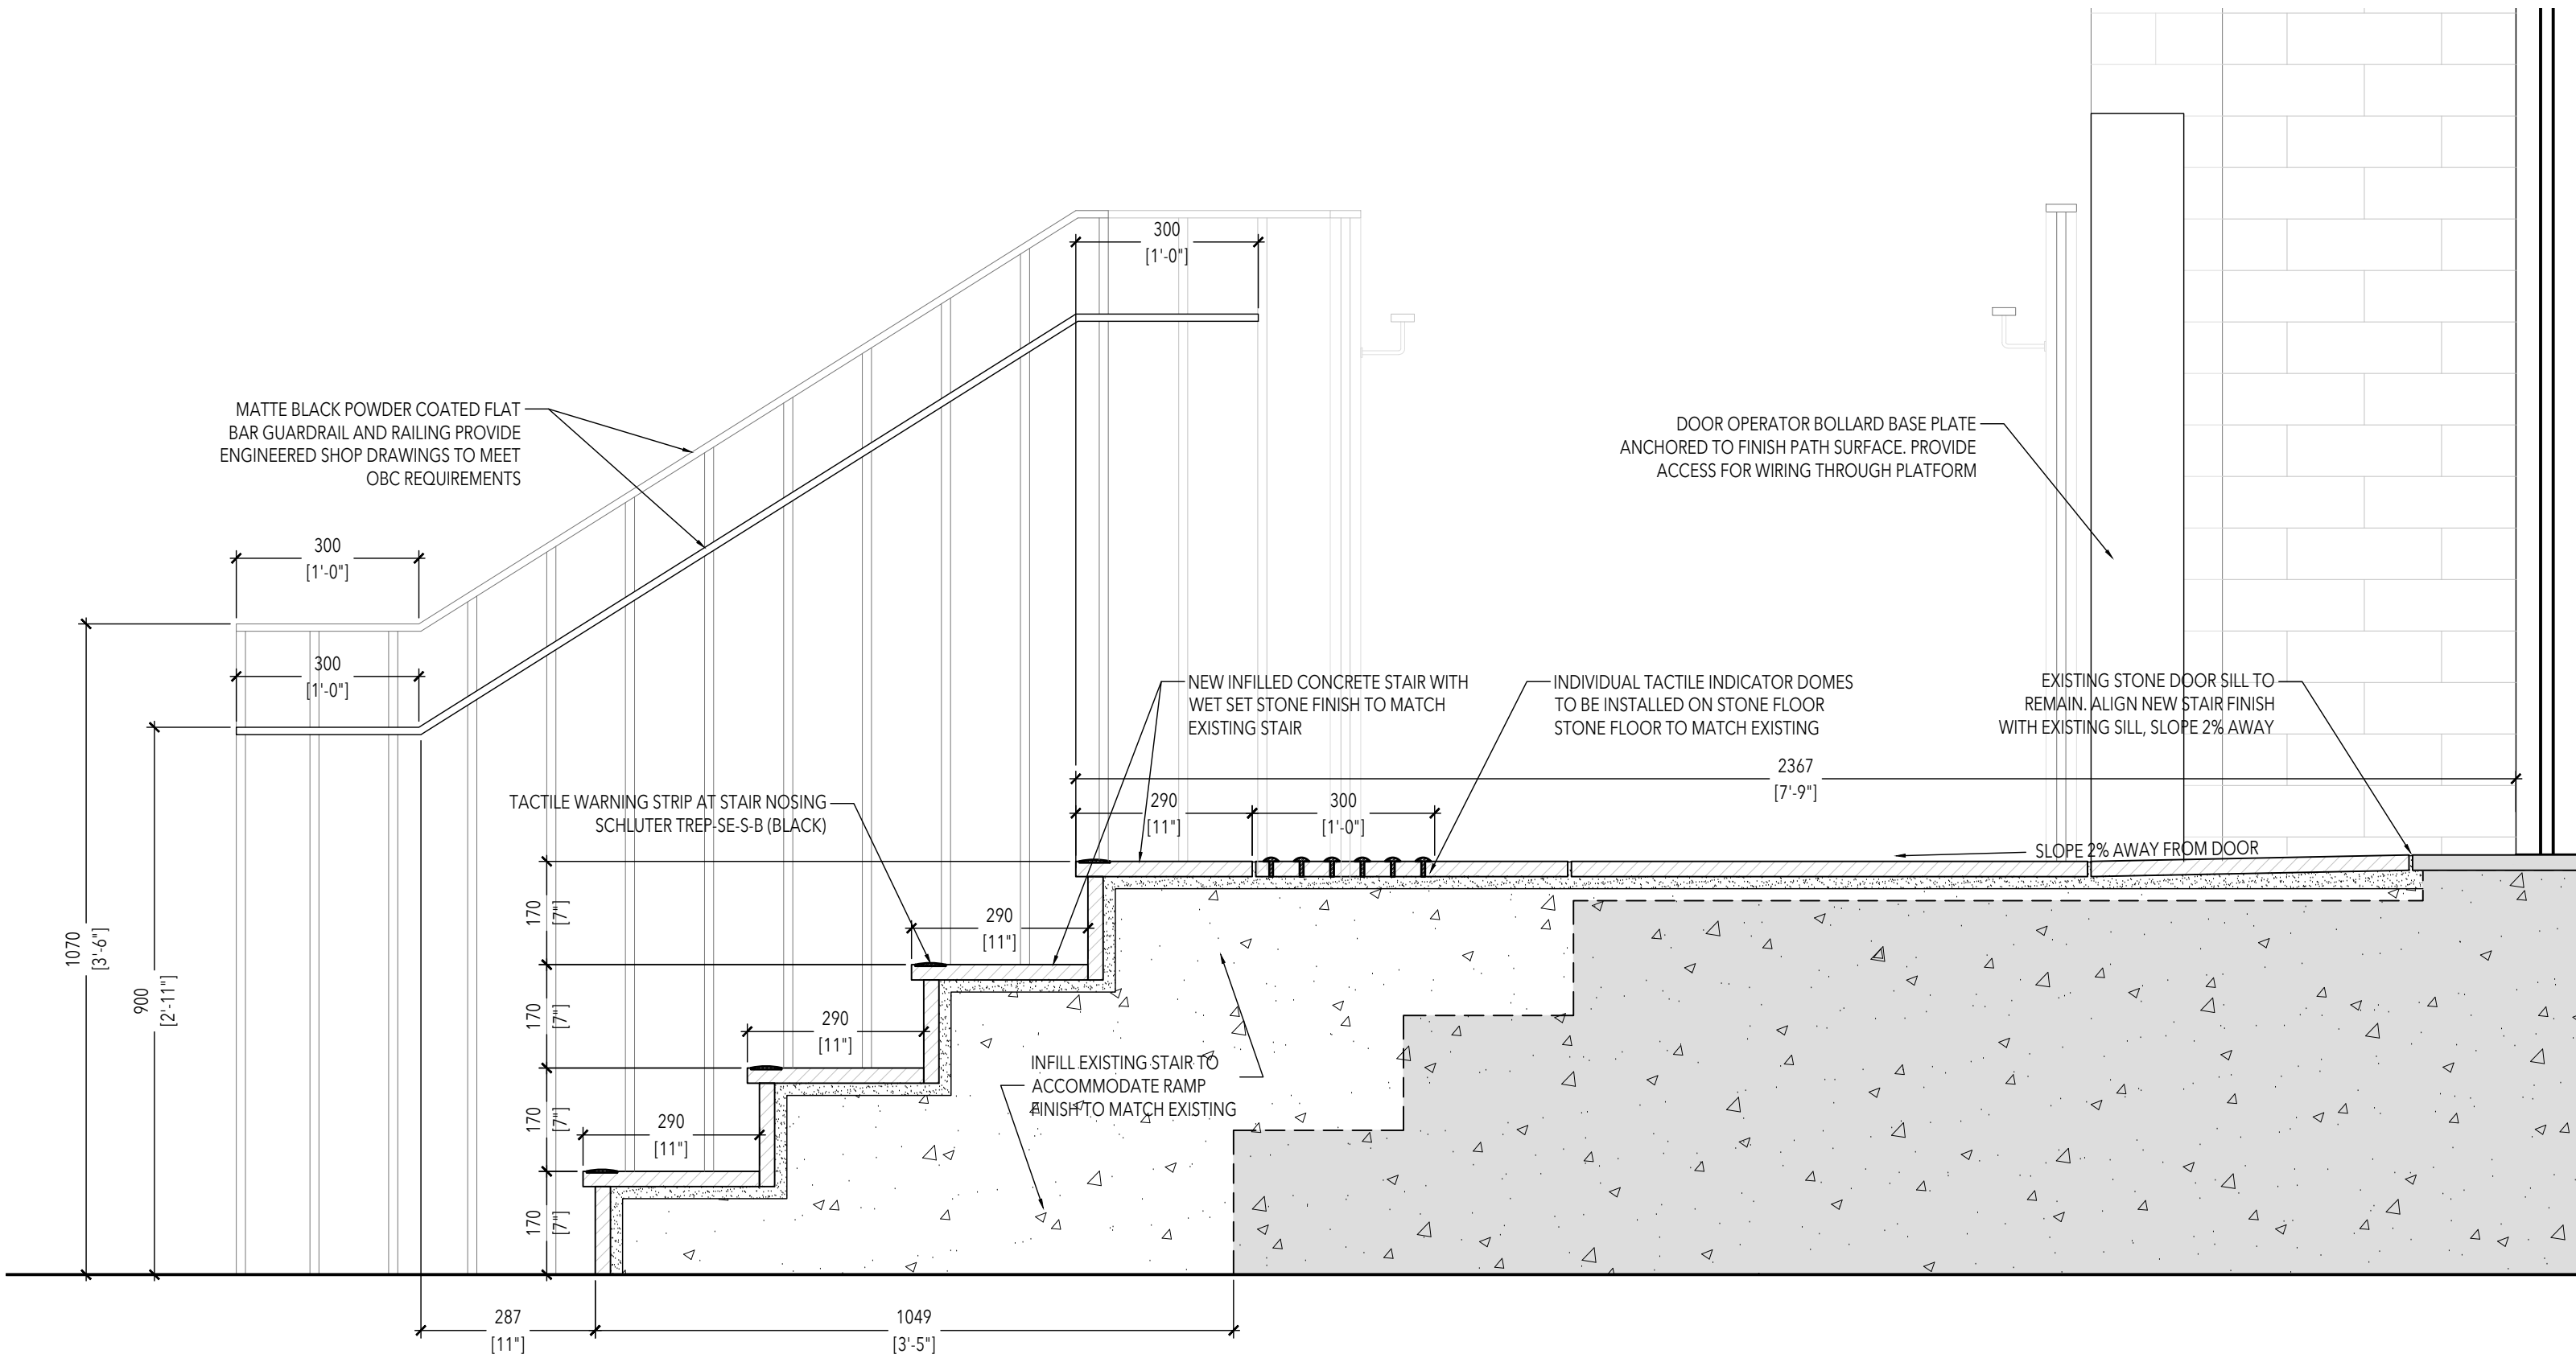 300
[1'-0"]
MATTE BLACK POWDER COATED FLAT
BAR GUARDRAIL AND RAILING PROVIDE
ENGINEERED SHOP DRAWINGS TO MEET
OBC REQUIREMENTS
DOOR OPERATOR BOLLARD BASE PLATE
ANCHORED TO FINISH PATH SURFACE. PROVIDE
ACCESS FOR WIRING THROUGH PLATFORM
300
[1'-0"]
300
[1'-0"]
NEW INFILLED CONCRETE STAIR WITH
WET SET STONE FINISH TO MATCH
EXISTING STAIR
INDIVIDUAL TACTILE INDICATOR DOMES
TO BE INSTALLED ON STONE FLOOR
STONE FLOOR TO MATCH EXISTING
EXISTING STONE DOOR SILL TO
REMAIN. ALIGN NEW STAIR FINISH
WITH EXISTING SILL, SLOPE 2% AWAY
2367
[7'-9"]
TACTILE WARNING STRIP AT STAIR NOSING
SCHLUTER TREP-SE-S-B (BLACK)
290
[11"]
300
[1'-0"]
SLOPE 2% AWAY FROM DOOR
1070
[3'-6"]
900
[2'-11"]
170
[7"]
290
[11"]
170
[7"]
290
[11"]
INFILL EXISTING STAIR TO
ACCOMMODATE RAMP
FINISH TO MATCH EXISTING
170
[7"]
290
[11"]
170
[7"]
287
[11"]
1049
[3'-5"]